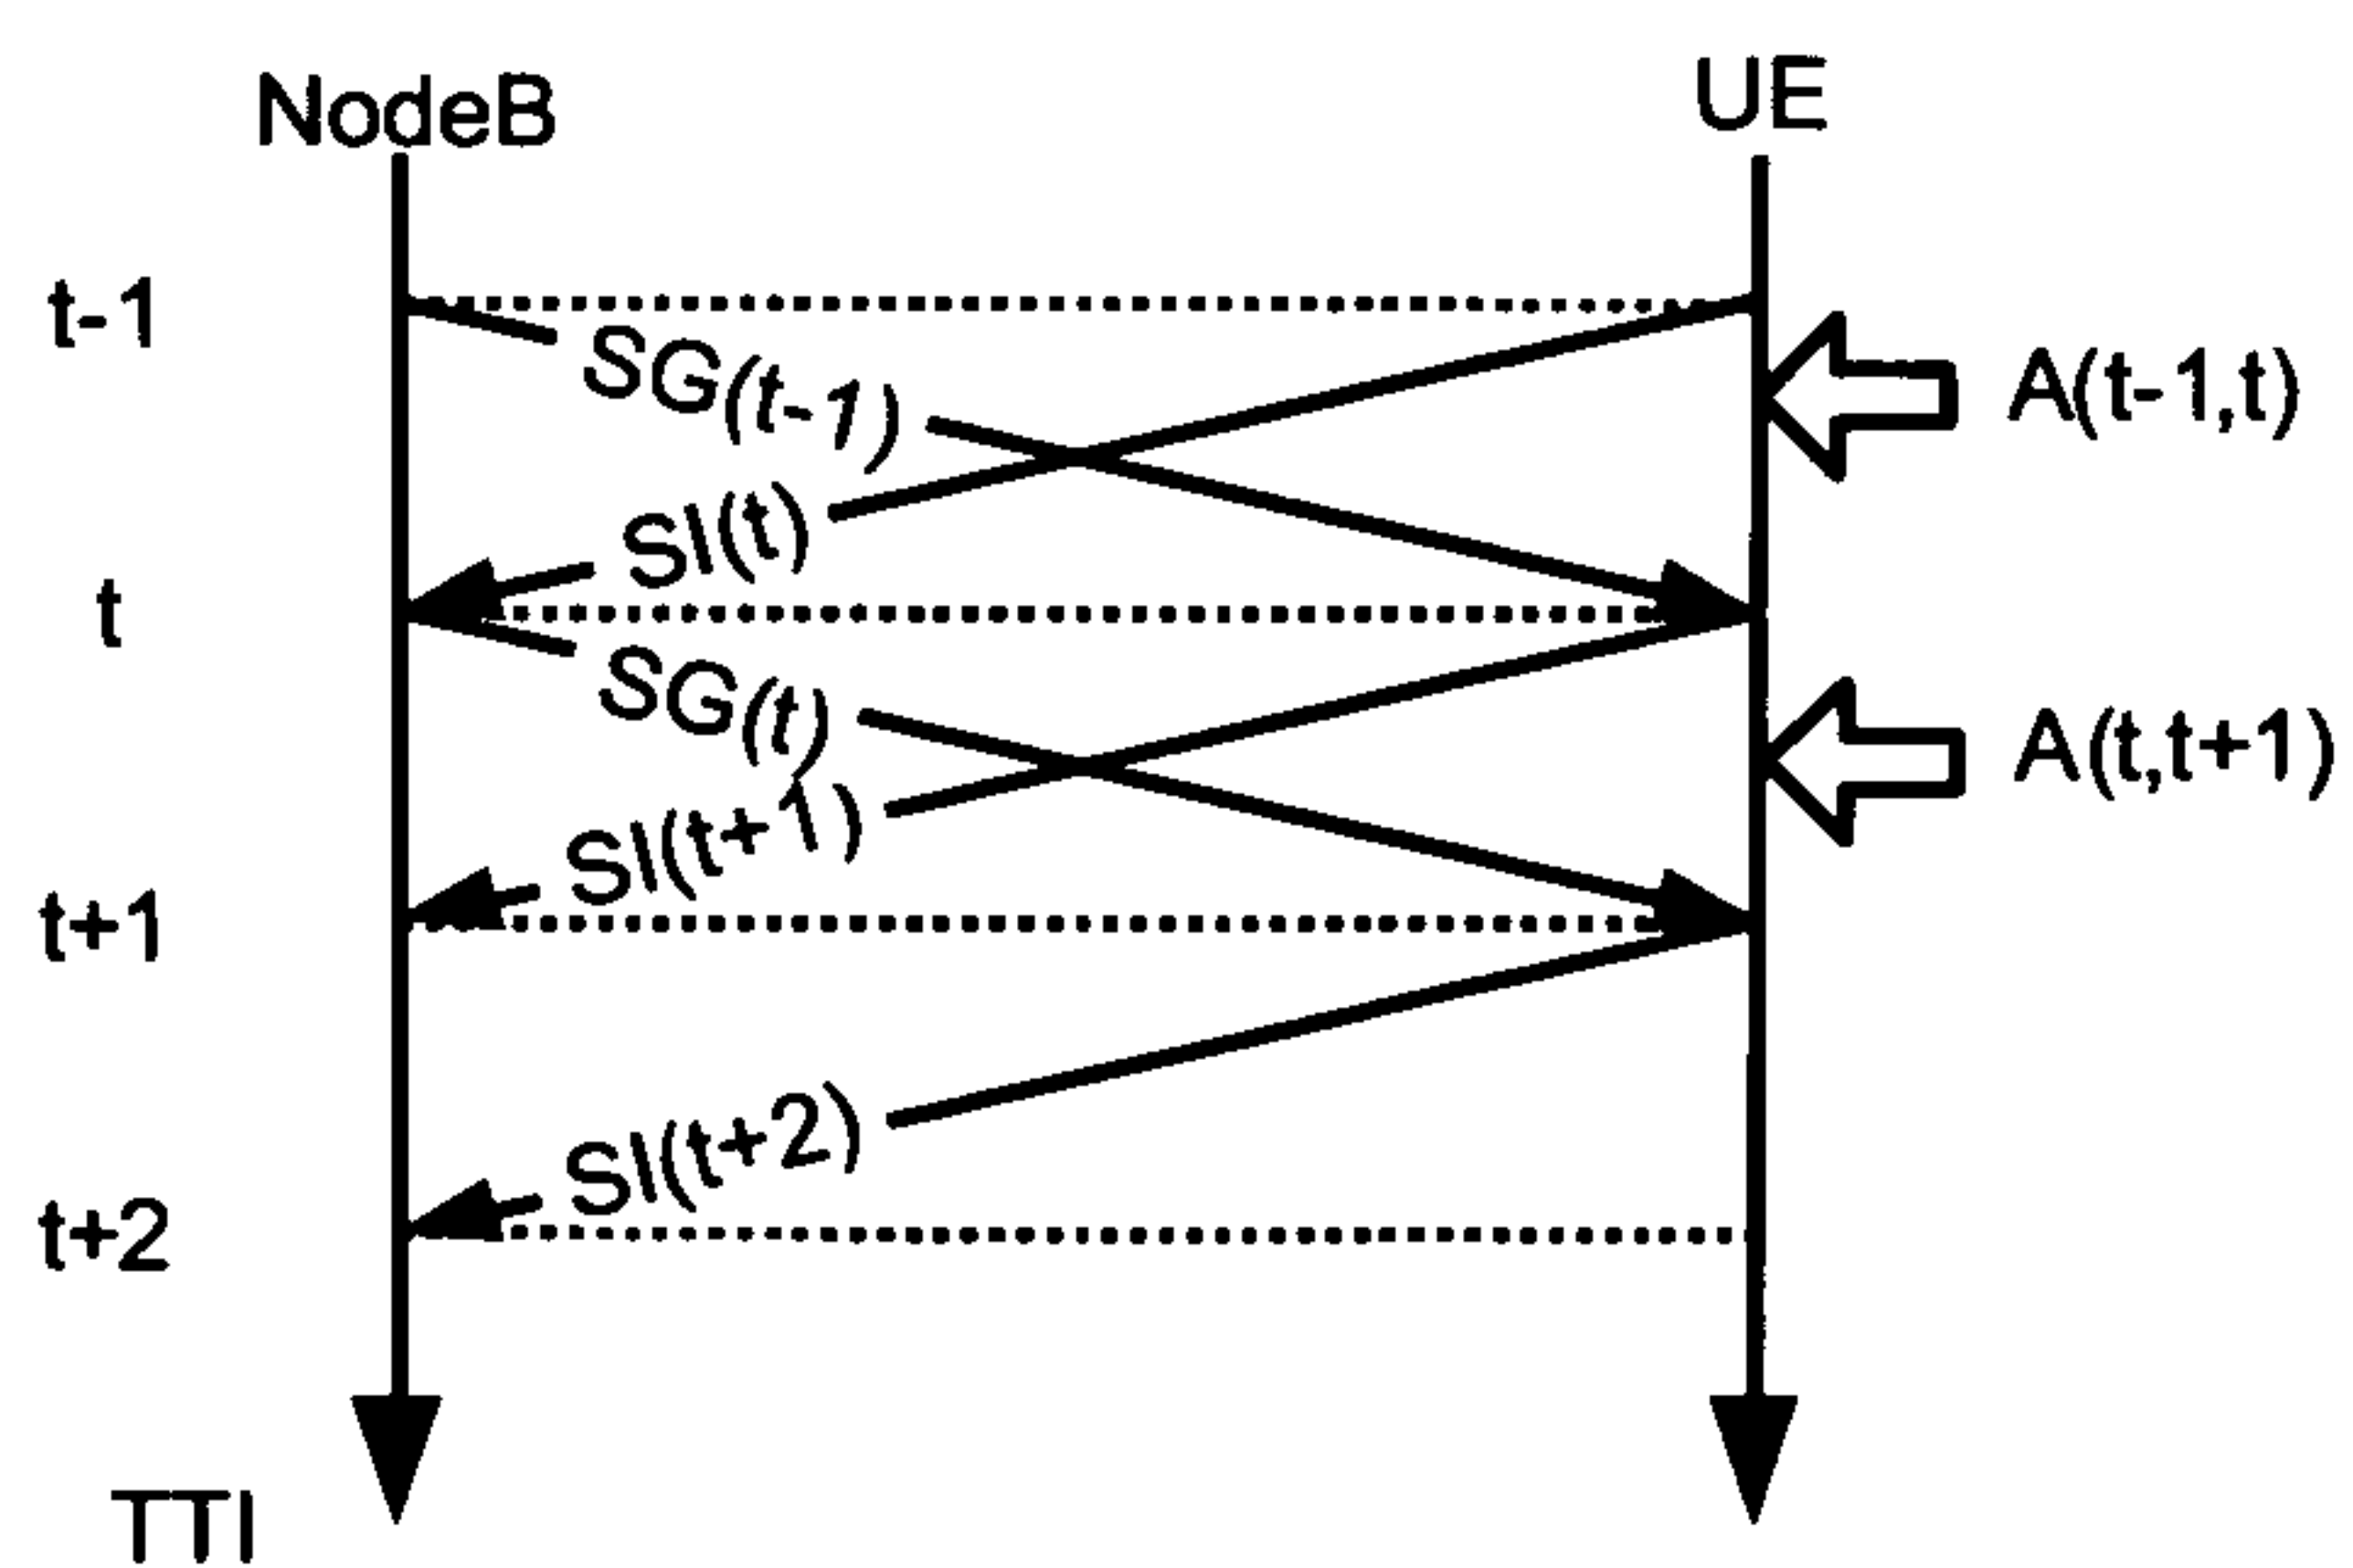 NodeB
UE
t-1
SG(t-1)
A(t-1,t)
SI(t)
t
SG(t)
A(t,t+1)
SI(t+1)
t+1
SI(t+2)
t+2
TTI